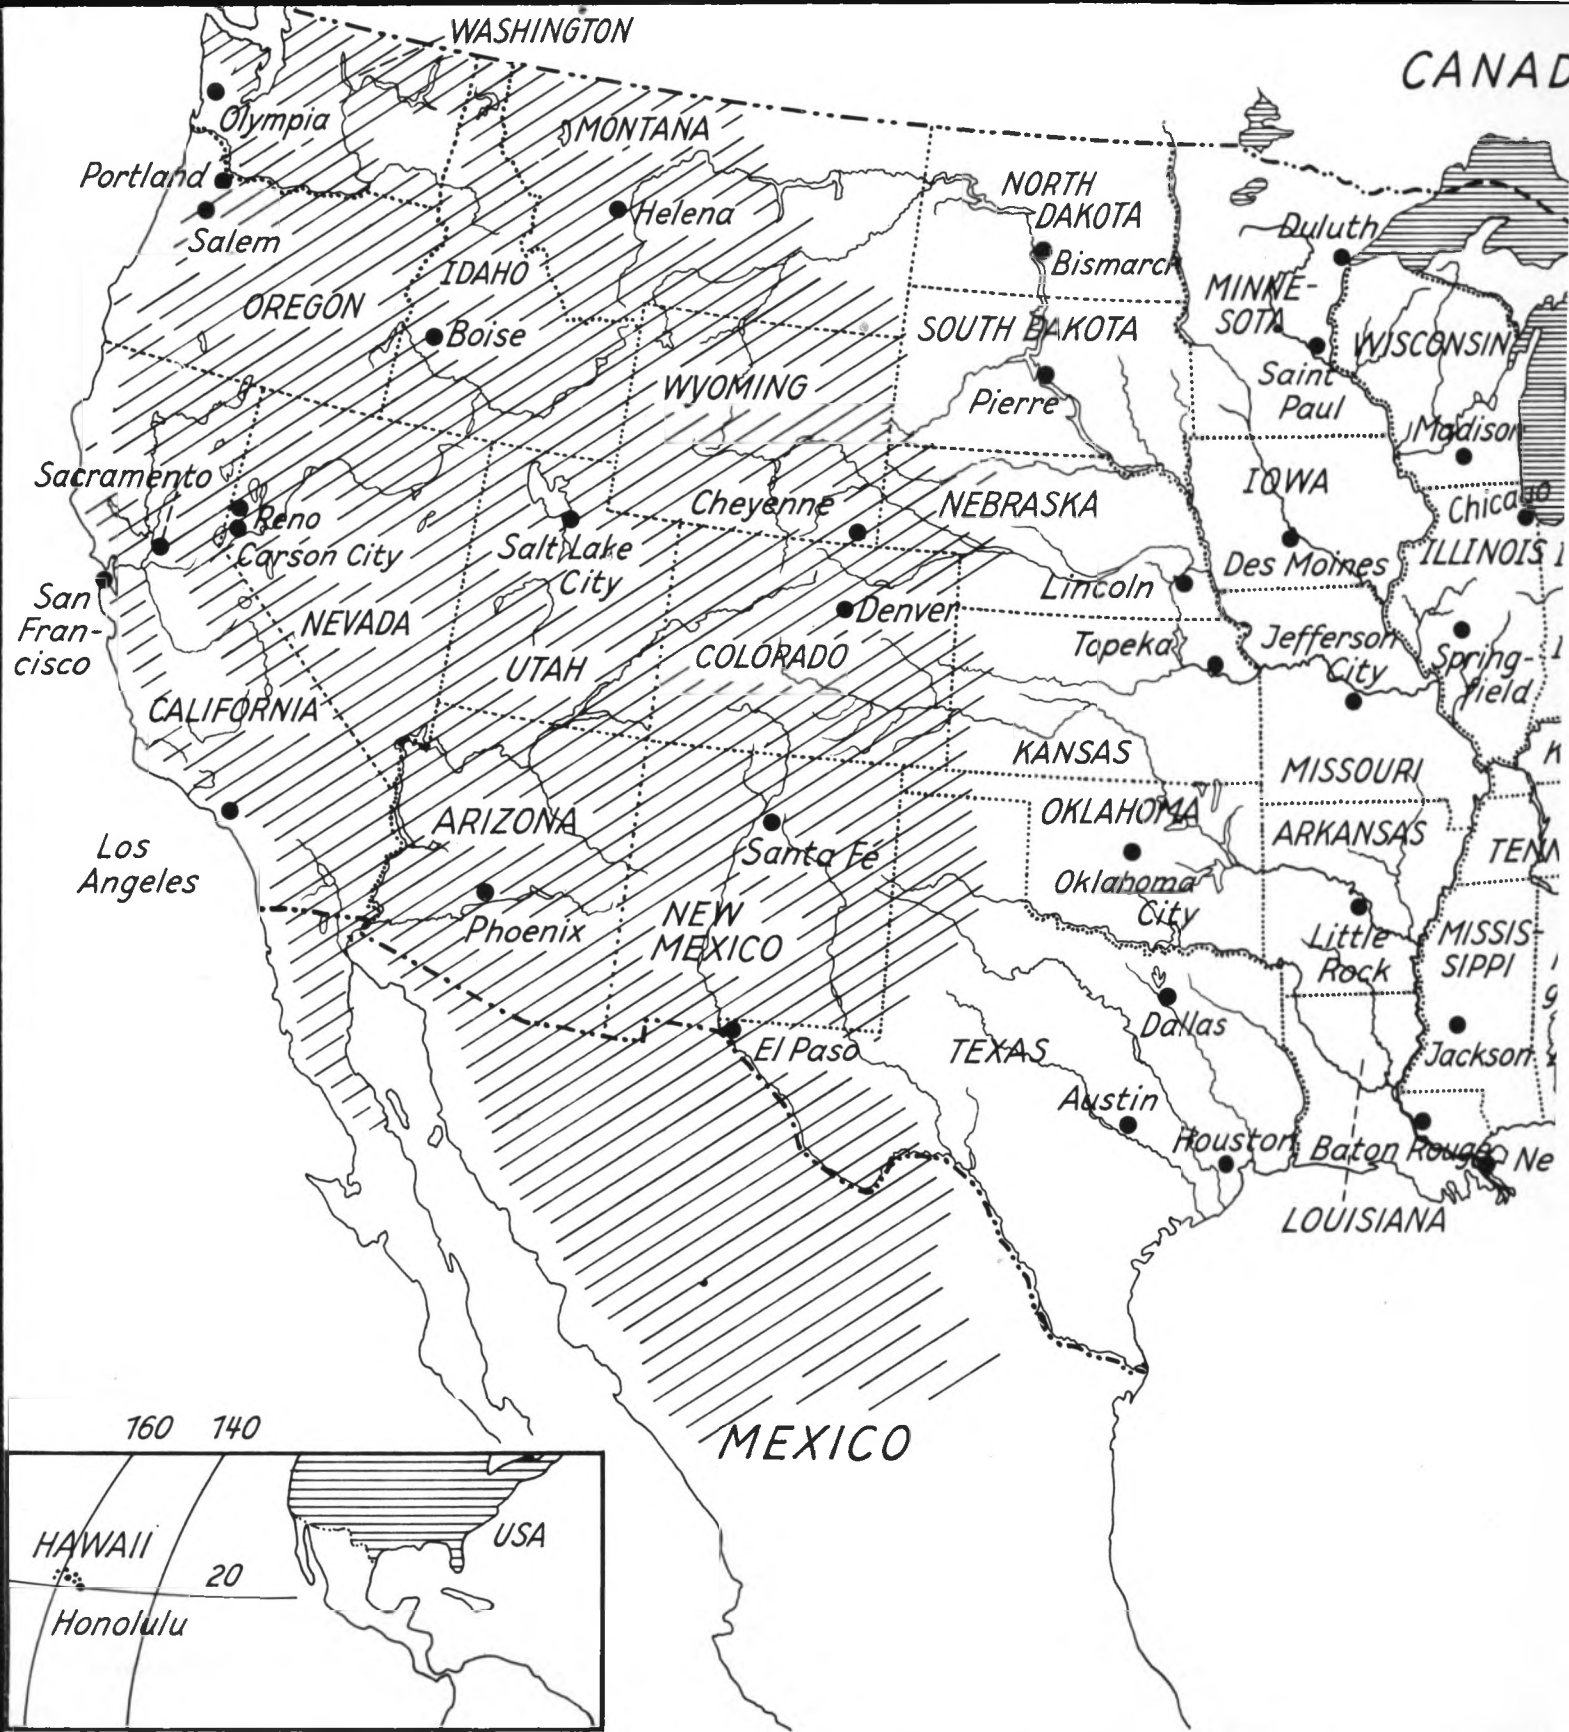 WASHINGTON
CANAD
Olympia
MONTANA
Portland
Helena
NORTH
DAKOTA
Salem
Duluth
IDAHO
Bismarck
OREGON
MINNE-
SOTA
Boise
SOUTH DAKOTA
WISCONSIN
WYOMING
Pierre
Saint
Paul
Madison
Sacramento
Cheyenne
NEBRASKA
IOWA
Chicago
Reno
Carson City
Salt Lake
City
Des Moines
ILLINOIS
San
Fran-
cisco
Lincoln
Denver
NEVADA
Topeka
Jefferson
City
Spring-
field
UTAH
COLORADO
CALIFORNIA
KANSAS
MISSOURI
K
ARIZONA
OKLAHOMA
ARKANSAS
TENN
Los
Angeles
Santa Fé
Oklahoma
City
Phoenix
NEW
MEXICO
Little
Rock
MISSIS-
SIPPI
Dallas
El Paso
TEXAS
Jackson
Austin
Houston
Baton Rouge
Ne
LOUISIANA
MEXICO
160 140
HAWAII
USA
20
Honolulu